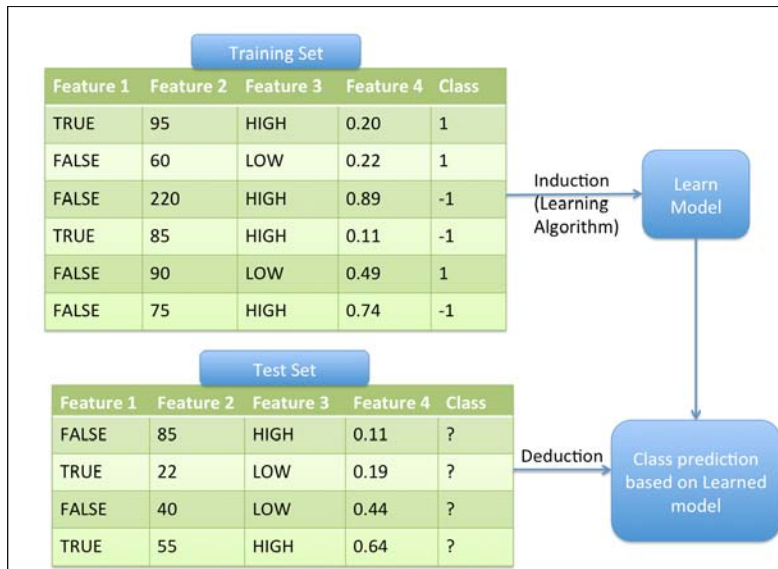 Training Set
Feature 1 Feature 2 Feature 3 Feature 4 Class
TRUE 95 HIGH 0.20 1
FALSE 60 LOW 0.22 1
FALSE 220 HIGH 0.89 -1
TRUE 85 HIGH 0.11 -1
FALSE 90 LOW 0.49 1
FALSE 75 HIGH 0.74 -1
Induction
(Learning
Algorithm)
Learn
Model
Test Set
Feature 1 Feature 2 Feature 3 Feature 4 Class
FALSE 85 HIGH 0.11 ?
TRUE 22 LOW 0.19 ?
FALSE 40 LOW 0.44 ?
TRUE 55 HIGH 0.64 ?
Deduction
Class prediction
based on Learned
model